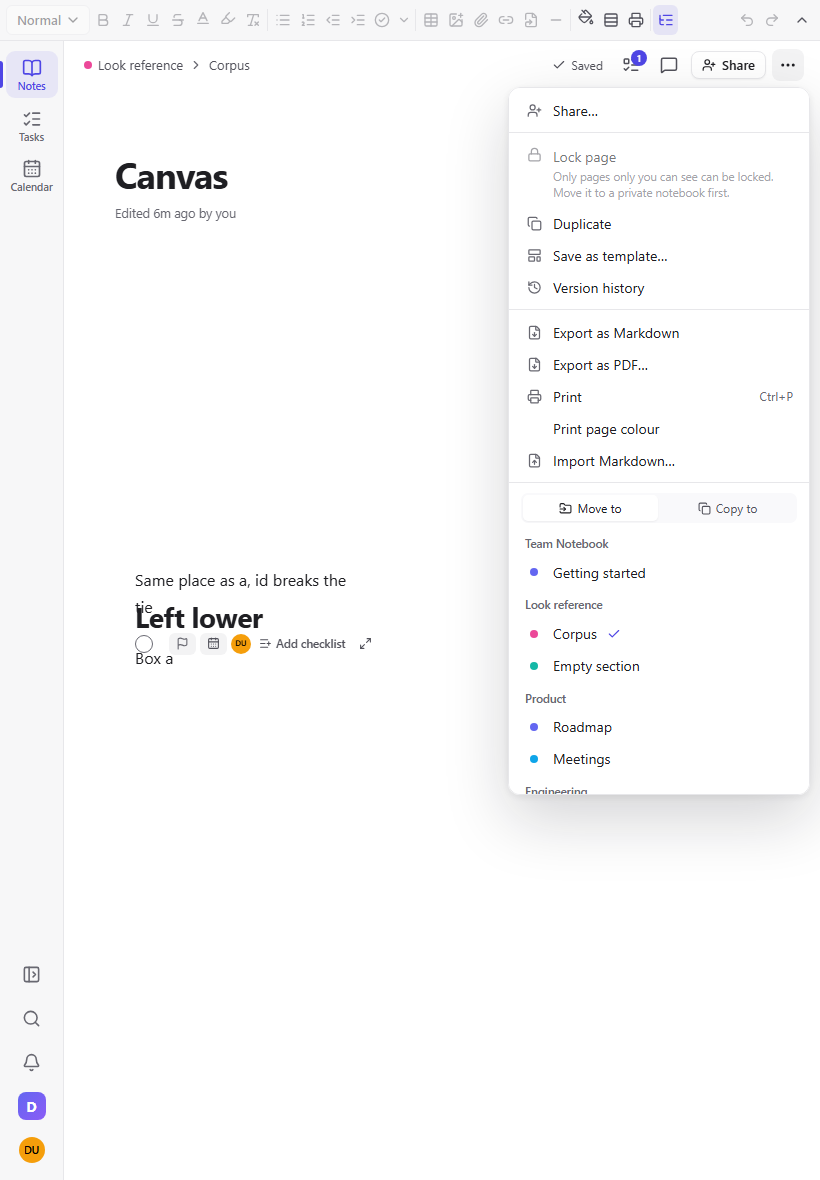 Normal
Notes
Tasks
Calendar
Look reference > Corpus
Saved
1
Share
Canvas
Edited 6m ago by you
Same place as a, id breaks the
tie
Left lower
DU
Add checklist
Box a
Share...
Lock page
Only pages only you can see can be locked.
Move it to a private notebook first.
Duplicate
Save as template...
Version history
Export as Markdown
Export as PDF...
Print Ctrl+P
Print page colour
Import Markdown...
Move to
Copy to
Team Notebook
Getting started
Look reference
Corpus
Empty section
Product
Roadmap
Meetings
Engineering
D
DU